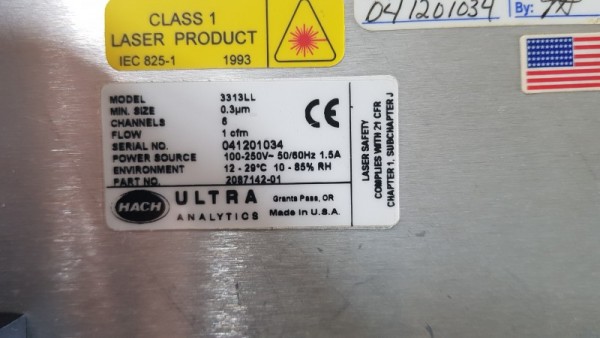 CLASS 1
LASER PRODUCT
IEC 825-1 1993
041201034
By:
MODEL 3313LL
MIN. SIZE 0.3µm
CHANNELS 6
FLOW 1 cfm
SERIAL NO. 041201034
POWER SOURCE 100-250V~ 50/60Hz 1.5A
ENVIRONMENT 12 - 29°C 10 - 85% RH
PART NO. 2087142-01
CE
LASER SAFETY
COMPLIES WITH 21 CFR
CHAPTER 1, SUBCHAPTER J
HACH ULTRA
ANALYTICS
Grants Pass, OR
Made in U.S.A.